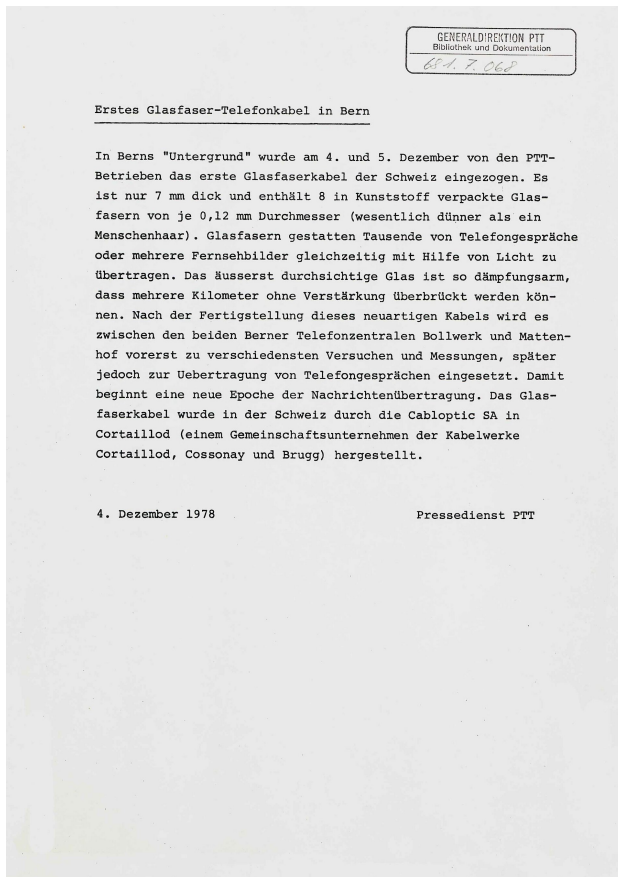 GENERALDIREKTION PTT
Bibliothek und Dokumentation
681.7.068
Erstes Glasfaser-Telefonkabel in Bern
In Berns "Untergrund" wurde am 4. und 5. Dezember von den PTT-
Betrieben das erste Glasfaserkabel der Schweiz eingezogen. Es
ist nur 7 mm dick und enthält 8 in Kunststoff verpackte Glas-
fasern von je 0,12 mm Durchmesser (wesentlich dünner als ein
Menschenhaar). Glasfasern gestatten Tausende von Telefongespräche
oder mehrere Fernsehbilder gleichzeitig mit Hilfe von Licht zu
übertragen. Das äusserst durchsichtige Glas ist so dämpfungsarm,
dass mehrere Kilometer ohne Verstärkung überbrückt werden kön-
nen. Nach der Fertigstellung dieses neuartigen Kabels wird es
zwischen den beiden Berner Telefonzentralen Bollwerk und Matten-
hof vorerst zu verschiedensten Versuchen und Messungen, später
jedoch zur Uebertragung von Telefongesprächen eingesetzt. Damit
beginnt eine neue Epoche der Nachrichtenübertragung. Das Glas-
faserkabel wurde in der Schweiz durch die Cabloptic SA in
Cortaillod (einem Gemeinschaftsunternehmen der Kabelwerke
Cortaillod, Cossonay und Brugg) hergestellt.
4. Dezember 1978 Pressedienst PTT